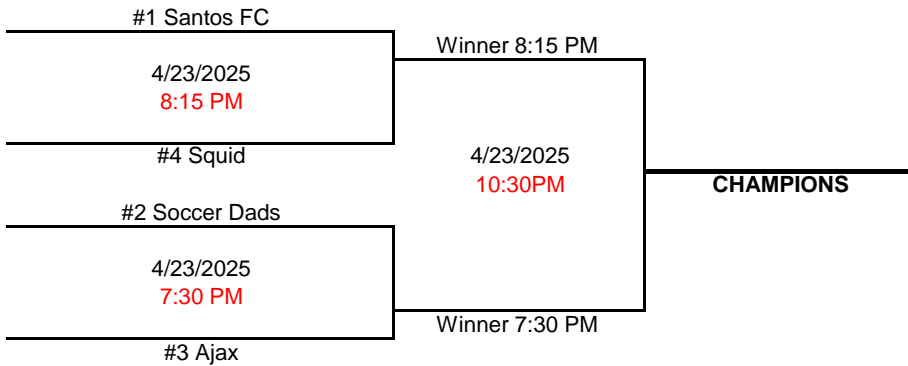 #1 Santos FC
Winner 8:15 PM
4/23/2025
8:15 PM
#4 Squid
4/23/2025
10:30PM
CHAMPIONS
#2 Soccer Dads
4/23/2025
7:30 PM
Winner 7:30 PM
#3 Ajax